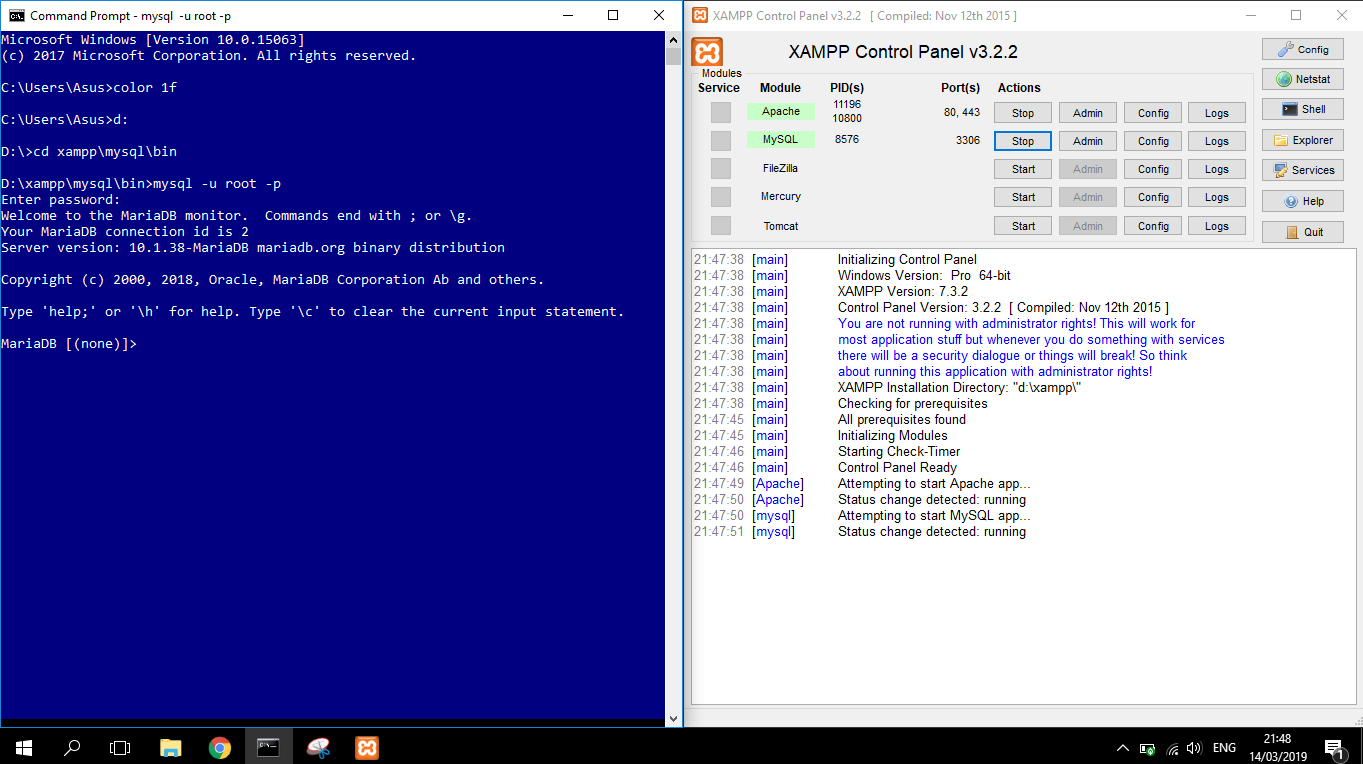 Command Prompt - mysql -u root -p
Microsoft Windows [Version 10.0.15063]
(c) 2017 Microsoft Corporation. All rights reserved.
C:\Users\Asus>color 1f
C:\Users\Asus>d:
D:\>cd xampp\mysql\bin
D:\xampp\mysql\bin>mysql -u root -p
Enter password:
Welcome to the MariaDB monitor.  Commands end with ; or \g.
Your MariaDB connection id is 2
Server version: 10.1.38-MariaDB mariadb.org binary distribution
Copyright (c) 2000, 2018, Oracle, MariaDB Corporation Ab and others.
Type 'help;' or '\h' for help. Type '\c' to clear the current input statement.
MariaDB [(none)]>
XAMPP Control Panel v3.2.2 [ Compiled: Nov 12th 2015 ]
XAMPP Control Panel v3.2.2
Config
Netstat
Shell
Explorer
Services
Help
Quit
Modules
Service Module PID(s) Port(s) Actions
Apache 11196 10800 80, 443 Stop Admin Config Logs
MySQL 8576 3306 Stop Admin Config Logs
FileZilla Start Admin Config Logs
Mercury Start Admin Config Logs
Tomcat Start Admin Config Logs
21:47:38 [main] Initializing Control Panel
21:47:38 [main] Windows Version: Pro 64-bit
21:47:38 [main] XAMPP Version: 7.3.2
21:47:38 [main] Control Panel Version: 3.2.2 [ Compiled: Nov 12th 2015 ]
21:47:38 [main] You are not running with administrator rights! This will work for
21:47:38 [main] most application stuff but whenever you do something with services
21:47:38 [main] there will be a security dialogue or things will break! So think
21:47:38 [main] about running this application with administrator rights!
21:47:38 [main] XAMPP Installation Directory: "d:\xampp\"
21:47:38 [main] Checking for prerequisites
21:47:45 [main] All prerequisites found
21:47:45 [main] Initializing Modules
21:47:46 [main] Starting Check-Timer
21:47:46 [main] Control Panel Ready
21:47:49 [Apache] Attempting to start Apache app...
21:47:50 [Apache] Status change detected: running
21:47:50 [mysql] Attempting to start MySQL app...
21:47:51 [mysql] Status change detected: running
ENG
21:48
14/03/2019
1